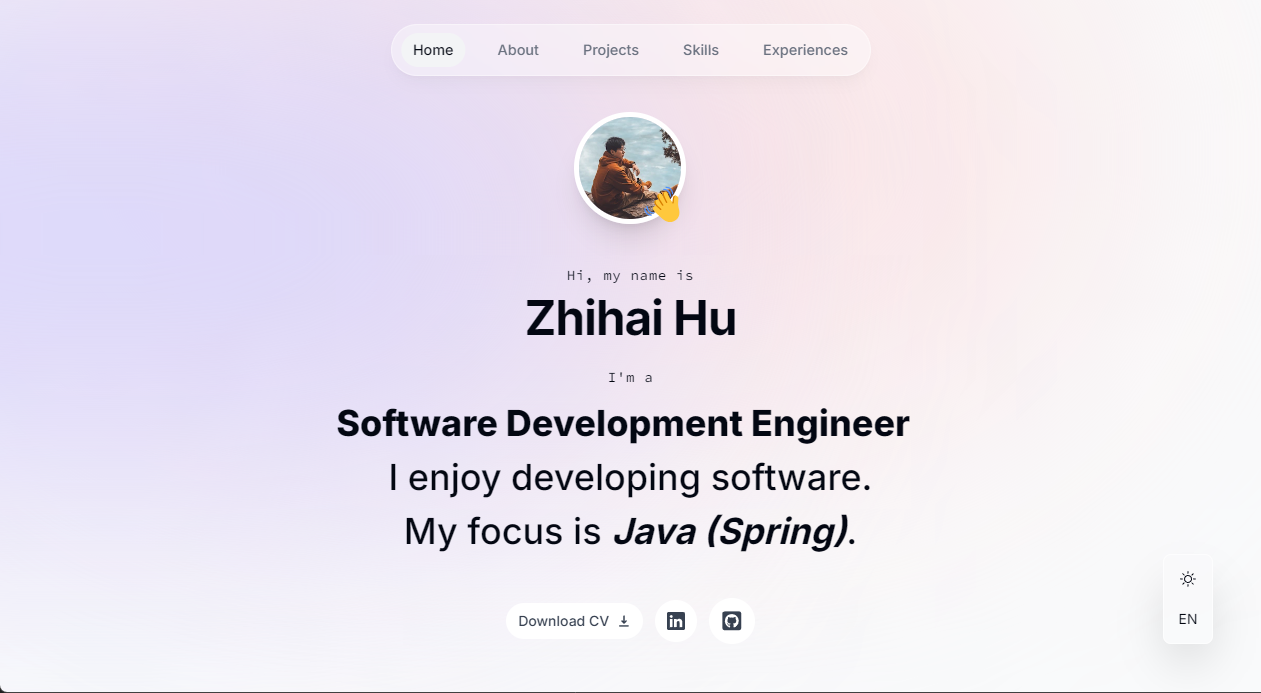 Home About Projects Skills Experiences
Hi, my name is
Zhihai Hu
I'm a
Software Development Engineer
I enjoy developing software.
My focus is Java (Spring).
Download CV
EN